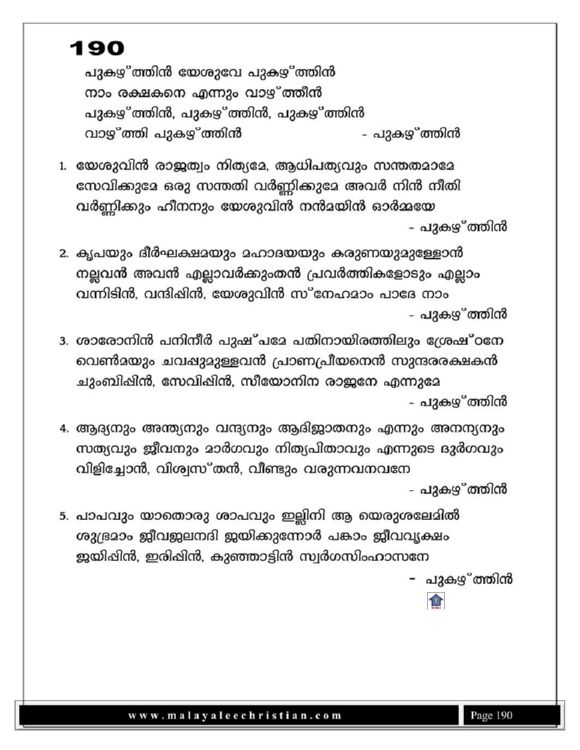 190
പുകഴ്ത്തിൻ യേശുവേ പുകഴ്ത്തിൻ
നാം രക്ഷകനെ എന്നും വാഴ്ത്തീൻ
പുകഴ്ത്തിൻ, പുകഴ്ത്തിൻ, പുകഴ്ത്തിൻ
വാഴ്ത്തി പുകഴ്ത്തിൻ - പുകഴ്ത്തിൻ
1. യേശുവിൻ രാജത്വം നിത്യമേ, ആധിപത്യവും സന്തതമാമേ
സേവിക്കുമേ ഒരു സന്തതി വർണ്ണിക്കുമേ അവർ നിൻ നീതി
വർണ്ണിക്കും ഹീനനും യേശുവിൻ നൻമയിൻ ഓർമ്മയേ
- പുകഴ്ത്തിൻ
2. കൃപയും ദീർഘക്ഷമയും മഹാദയയും കരുണയുമുള്ളോൻ
നല്ലവൻ അവൻ എല്ലാവർക്കുംതൻ പ്രവർത്തികളോടും എല്ലാം
വന്നിടിൻ, വന്ദിപ്പിൻ, യേശുവിൻ സ്നേഹമാം പാദേ നാം
- പുകഴ്ത്തിൻ
3. ശാരോനിൻ പനിനീർ പുഷ്പമേ പതിനായിരത്തിലും ശ്രേഷ്ഠനേ
വെൺമയും ചവപ്പുമുള്ളവൻ പ്രാണപ്രീയനെൻ സുന്ദരരക്ഷകൻ
ചുംബിപ്പിൻ, സേവിപ്പിൻ, സീയോനിന രാജനേ എന്നുമേ
- പുകഴ്ത്തിൻ
4. ആദ്യനും അന്ത്യനും വന്ദ്യനും ആദിജാതനും എന്നും അനന്യനും
സത്യവും ജീവനും മാർഗവും നിത്യപിതാവും എന്നുടെ ദുർഗവും
വിളിച്ചോൻ, വിശ്വസ്തൻ, വീണ്ടും വരുന്നവനവനേ
- പുകഴ്ത്തിൻ
5. പാപവും യാതൊരു ശാപവും ഇല്ലിനി ആ യെരുശലേമിൽ
ശുഭ്രമാം ജീവജലനദി ജയിക്കുന്നോർ പങ്കാം ജീവവൃക്ഷം
ജയിപ്പിൻ, ഇരിപ്പിൻ, കുഞ്ഞാട്ടിൻ സ്വർഗസിംഹാസനേ
- പുകഴ്ത്തിൻ
www.malayaleechristian.com Page 190